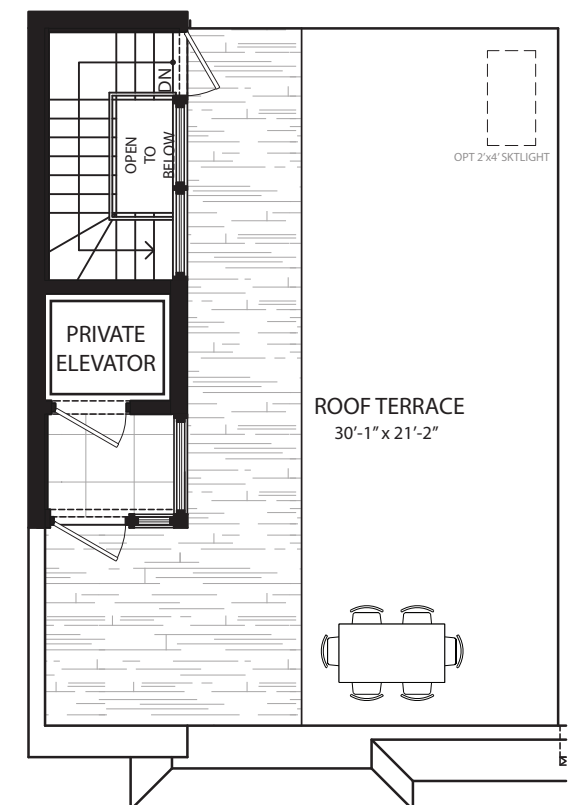 DN
OPEN
TO
BELOW
OPT 2'x4' SKTLIGHT
PRIVATE
ELEVATOR
ROOF TERRACE
30'-1" x 21'-2"